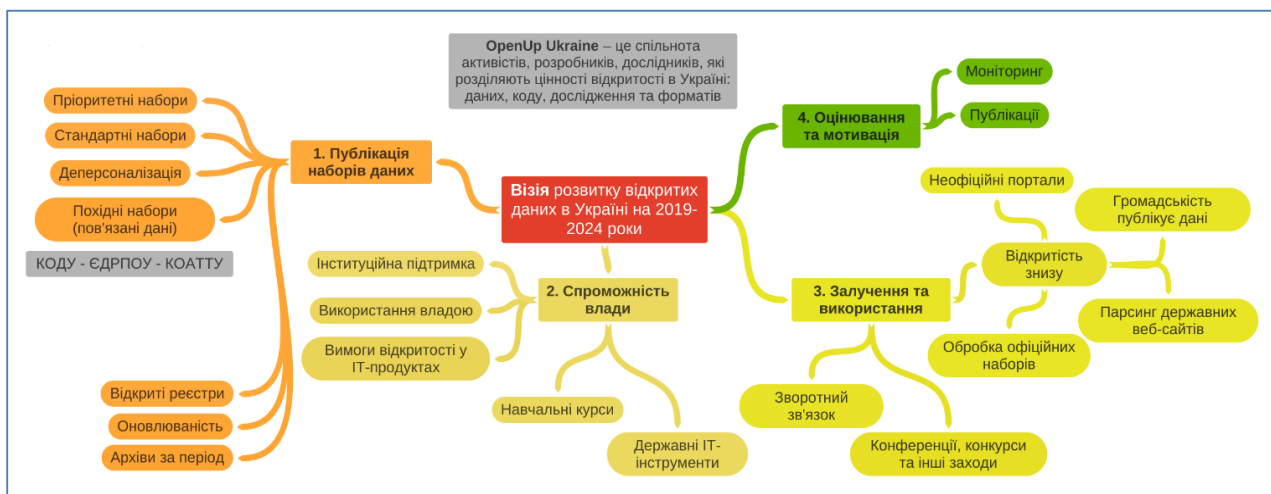 OpenUp Ukraine – це спільнота
активістів, розробників, дослідників, які
розділяють цінності відкритості в Україні:
даних, коду, дослідження та форматів
Візія розвитку відкритих
даних в Україні на 2019-
2024 роки
1. Публікація
наборів даних
Пріоритетні набори
Стандартні набори
Деперсоналізація
Похідні набори
(пов'язані дані)
КОДУ - ЄДРПОУ - КОАТТУ
Відкриті реєстри
Оновлюваність
Архіви за період
2. Спроможність
влади
Інституційна підтримка
Використання владою
Вимоги відкритості у
ІТ-продуктах
Навчальні курси
Державні ІТ-
інструменти
3. Залучення та
використання
Відкритість
знизу
Неофіційні портали
Громадськість
публікує дані
Парсинг державних
веб-сайтів
Обробка офіційних
наборів
Зворотний
зв'язок
Конференції, конкурси
та інші заходи
4. Оцінювання
та мотивація
Моніторинг
Публікації